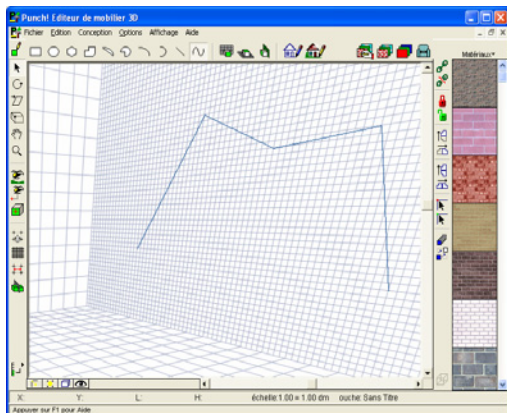 Punch! Editeur de mobilier 3D
Fichier Edition Conception Options Affichage Aide
Matériaux
X: Y: L: H: échelle:1.00 = 1.00 dm ouche: Sans Titre
Appuyer sur F1 pour Aide